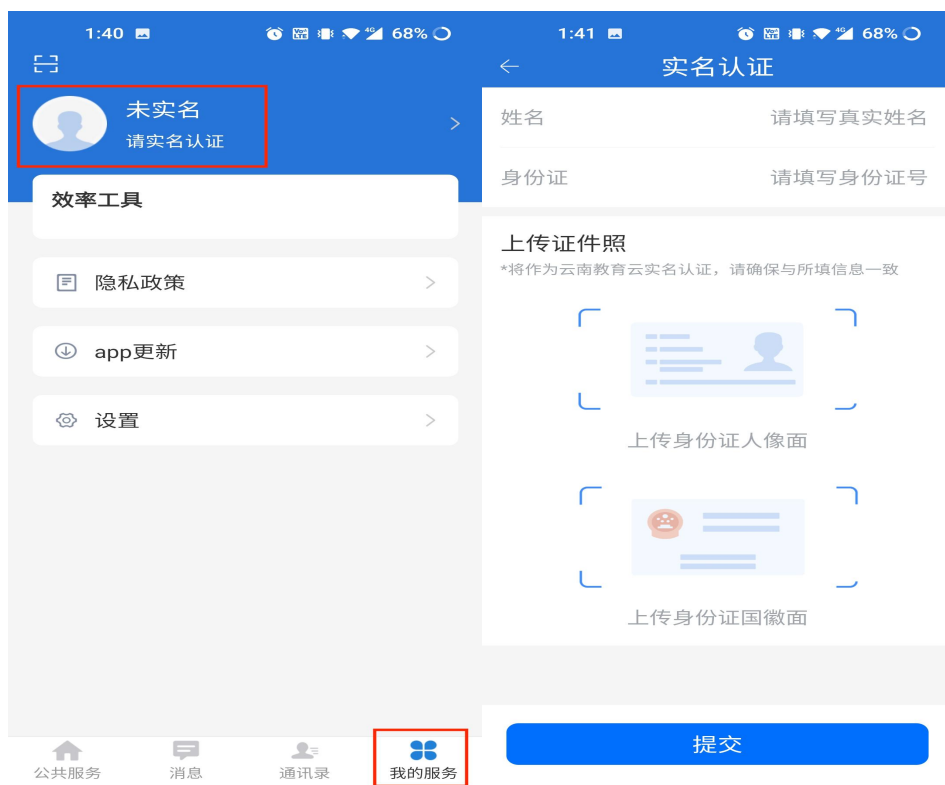 1:40
VoLTE
4G
68%
未实名
请实名认证
效率工具
隐私政策
app更新
设置
公共服务
消息
通讯录
我的服务
1:41
VoLTE
4G
68%
实名认证
姓名 请填写真实姓名
身份证 请填写身份证号
上传证件照
*将作为云南教育云实名认证，请确保与所填信息一致
上传身份证人像面
上传身份证国徽面
提交